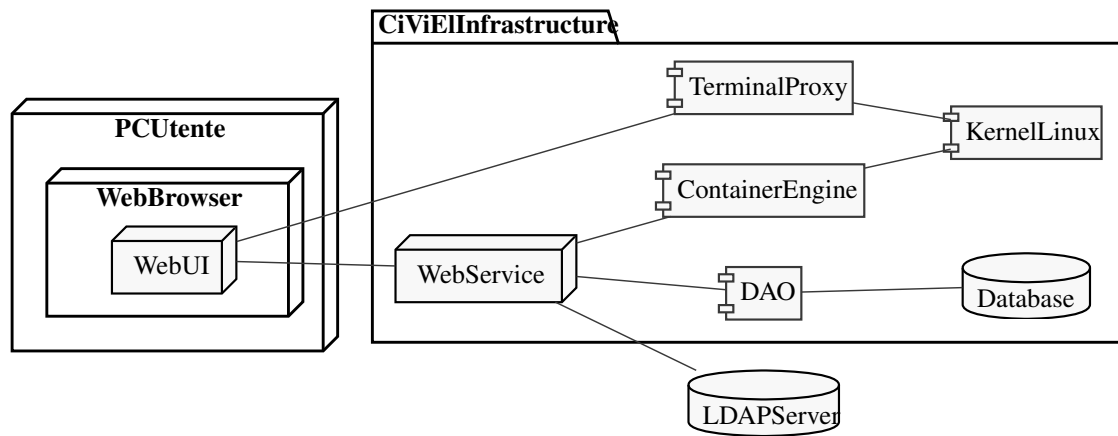 CiViElInfrastructure
TerminalProxy
PCUtente
KernelLinux
WebBrowser
ContainerEngine
WebUI
WebService
DAO
Database
LDAPServer